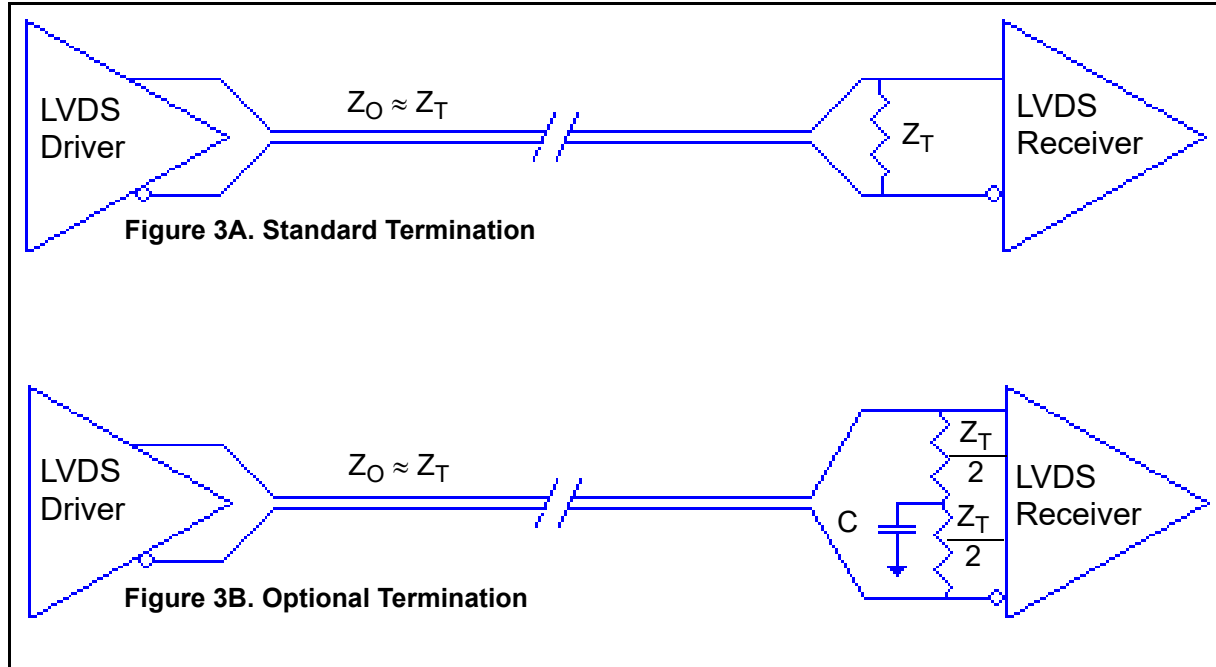 LVDS
Driver
Z_O ≈ Z_T
Z_T
LVDS
Receiver
Figure 3A. Standard Termination
LVDS
Driver
Z_O ≈ Z_T
C
Z_T
2
Z_T
2
LVDS
Receiver
Figure 3B. Optional Termination